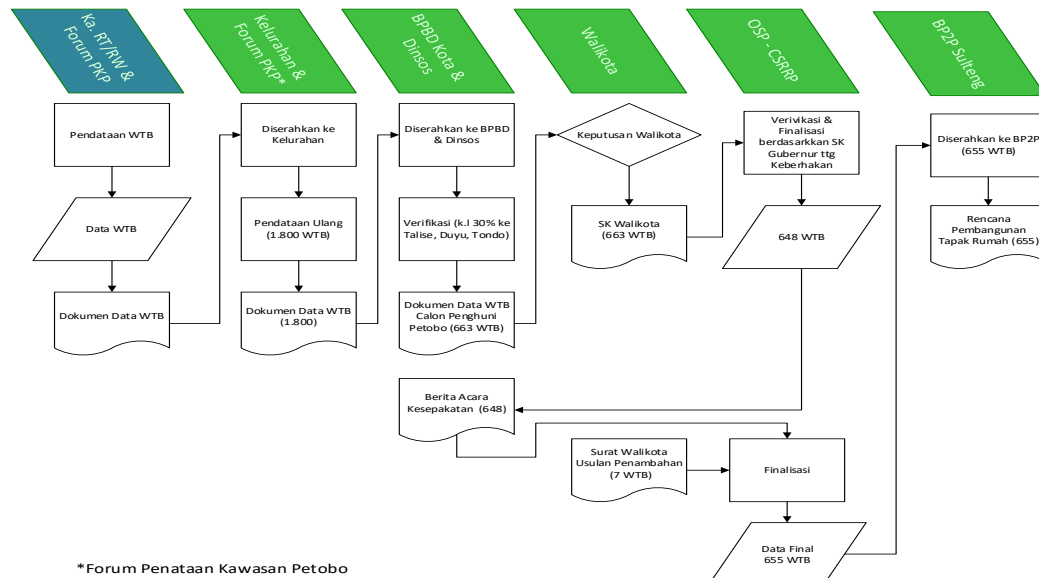 Ka. RT/RW &
Forum PKP
Kelurahan &
Forum PKP*
BPBD Kota &
Dinsos
Walikota
OSP - CSRRP
BP2P Sulteng
Pendataan WTB
Data WTB
Dokumen Data WTB
Diserahkan ke
Kelurahan
Pendataan Ulang
(1.800 WTB)
Dokumen Data WTB
(1.800)
Diserahkan ke BPBD
& Dinsos
Verifikasi (k.l 30% ke
Talise, Duyu, Tondo)
Dokumen Data WTB
Calon Penghuni
Petobo (663 WTB)
Keputusan Walikota
SK Walikota
(663 WTB)
Verivikasi &
Finalisasi
berdasarkkan SK
Gubernur ttg
Keberhakan
648 WTB
Berita Acara
Kesepakatan (648)
Surat Walikota
Usulan Penambahan
(7 WTB)
Finalisasi
Data Final
655 WTB
Diserahkan ke BP2P
(655 WTB)
Rencana
Pembangunan
Tapak Rumah (655)
*Forum Penataan Kawasan Petobo